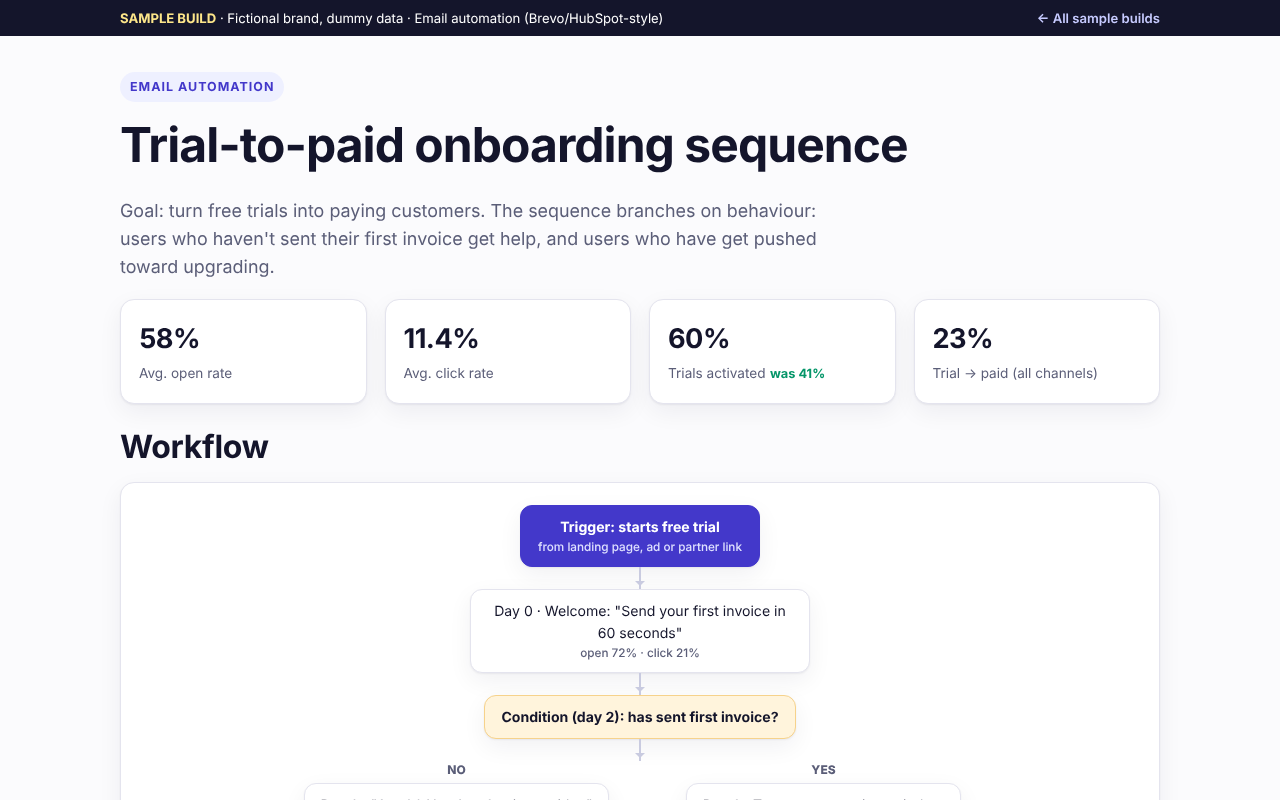 SAMPLE BUILD · Fictional brand, dummy data · Email automation (Brevo/HubSpot-style)
← All sample builds
EMAIL AUTOMATION
Trial-to-paid onboarding sequence
Goal: turn free trials into paying customers. The sequence branches on behaviour:
users who haven't sent their first invoice get help, and users who have get pushed
toward upgrading.
58%
Avg. open rate
11.4%
Avg. click rate
60%
Trials activated was 41%
23%
Trial → paid (all channels)
Workflow
Trigger: starts free trial
from landing page, ad or partner link
Day 0 · Welcome: "Send your first invoice in
60 seconds"
open 72% · click 21%
Condition (day 2): has sent first invoice?
NO
YES